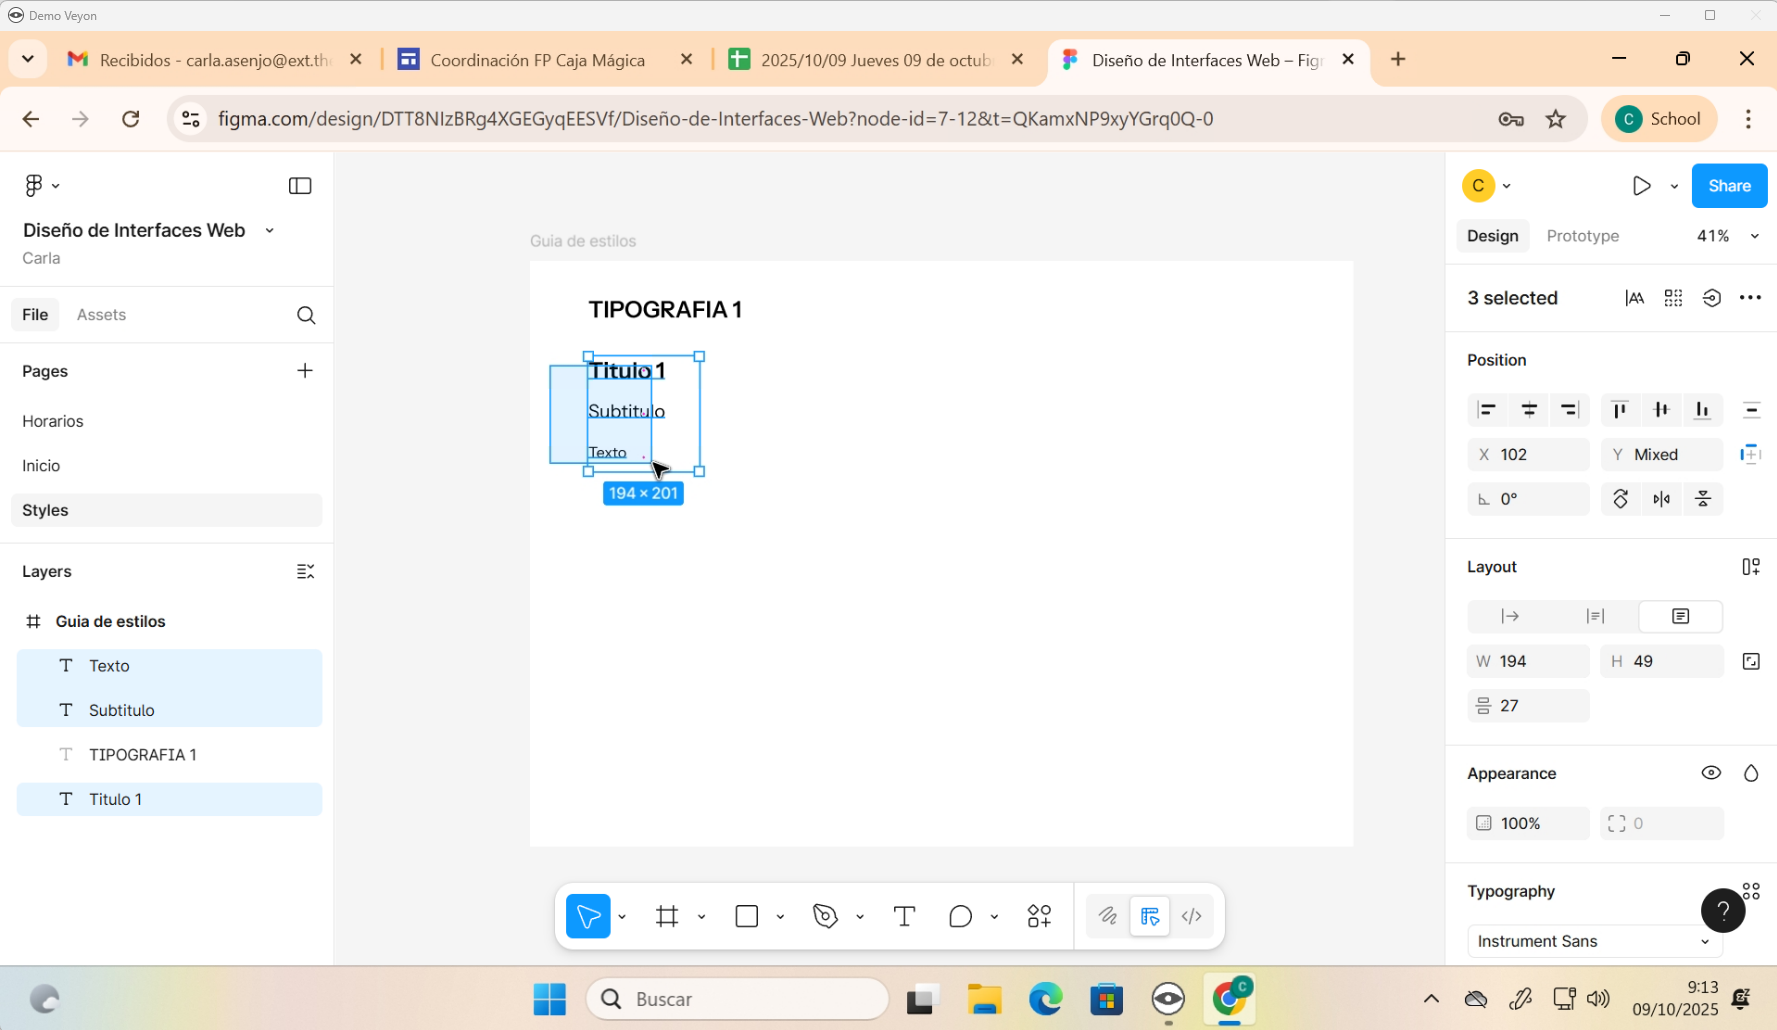 Demo Veyon
Recibidos - carla.asenjo@ext.th
Coordinación FP Caja Mágica
2025/10/09 Jueves 09 de octub
Diseño de Interfaces Web – Fig
figma.com/design/DTT8NIzBRg4XGEGyqEESVf/Diseño-de-Interfaces-Web?node-id=7-12&t=QKamxNP9xyYGrq0Q-0
C School
Diseño de Interfaces Web
Carla
File Assets
Pages
Horarios
Inicio
Styles
Layers
Guia de estilos
Texto
Subtitulo
TIPOGRAFIA 1
Titulo 1
Guia de estilos
TIPOGRAFIA 1
Titulo 1
Subtitulo
Texto
194 × 201
C
Share
Design Prototype 41%
3 selected
Position
X 102 Y Mixed
0°
Layout
W 194 H 49
27
Appearance
100% 0
Typography
?
Instrument Sans
Buscar
C
9:13
09/10/2025